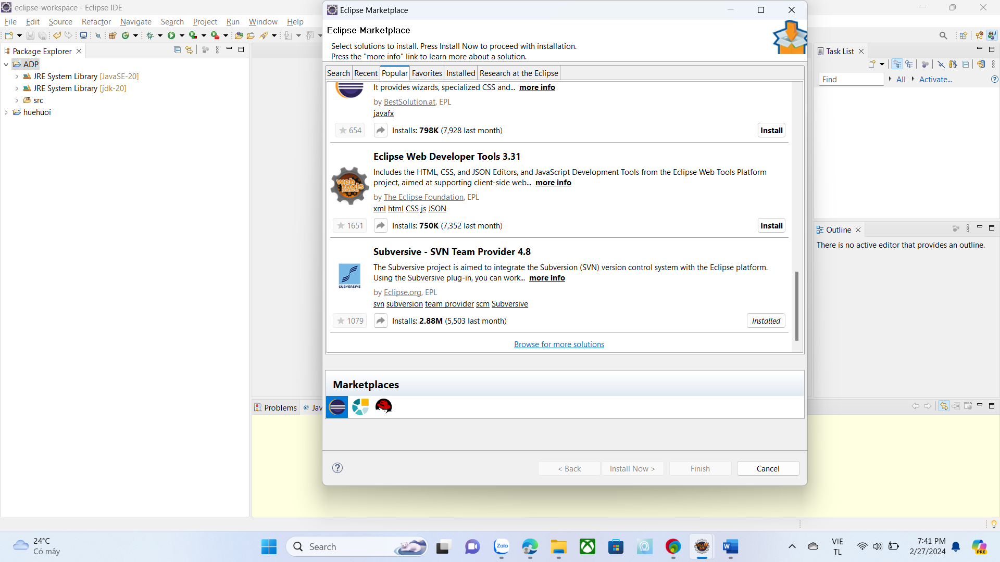 eclipse-workspace - Eclipse IDE
File Edit Source Refactor Navigate Search Project Run Window Help
Package Explorer
ADP
JRE System Library [JavaSE-20]
JRE System Library [jdk-20]
src
huehuoi
Eclipse Marketplace
Eclipse Marketplace
Select solutions to install. Press Install Now to proceed with installation.
Press the "more info" link to learn more about a solution.
Search Recent Popular Favorites Installed Research at the Eclipse
It provides wizards, specialized CSS and... more info
by BestSolution.at, EPL
javafx
654 Installs: 798K (7,928 last month) Install
Eclipse Web Developer Tools 3.31
Includes the HTML, CSS, and JSON Editors, and JavaScript Development Tools from the Eclipse Web Tools Platform
project, aimed at supporting client-side web... more info
by The Eclipse Foundation, EPL
xml html CSS js JSON
1651 Installs: 750K (7,352 last month) Install
web tools platform
Subversive - SVN Team Provider 4.8
The Subversive project is aimed to integrate the Subversion (SVN) version control system with the Eclipse platform.
Using the Subversive plug-in, you can work... more info
SUBVERSIVE
by Eclipse.org, EPL
svn subversion team provider scm Subversive
1079 Installs: 2.88M (5,503 last month) Installed
Browse for more solutions
Marketplaces
< Back Install Now > Finish Cancel
Task List
Find All Activate...
Outline
There is no active editor that provides an outline.
Problems @ Jav
24°C
Có mây
Search
Zalo
VIE
TL
7:41 PM
2/27/2024
PRE